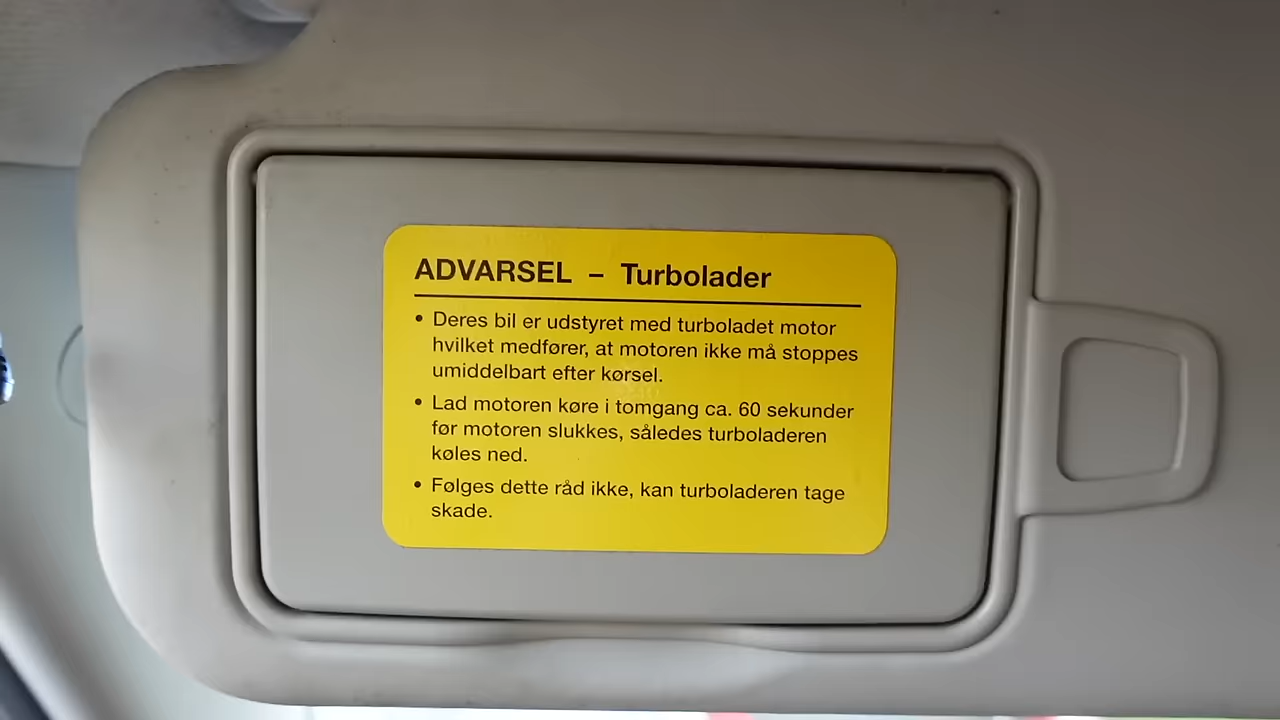 ADVARSEL – Turbolader
• Deres bil er udstyret med turboladet motor
hvilket medfører, at motoren ikke må stoppes
umiddelbart efter kørsel.
• Lad motoren køre i tomgang ca. 60 sekunder
før motoren slukkes, således turboladeren
køles ned.
• Følges dette råd ikke, kan turboladeren tage
skade.